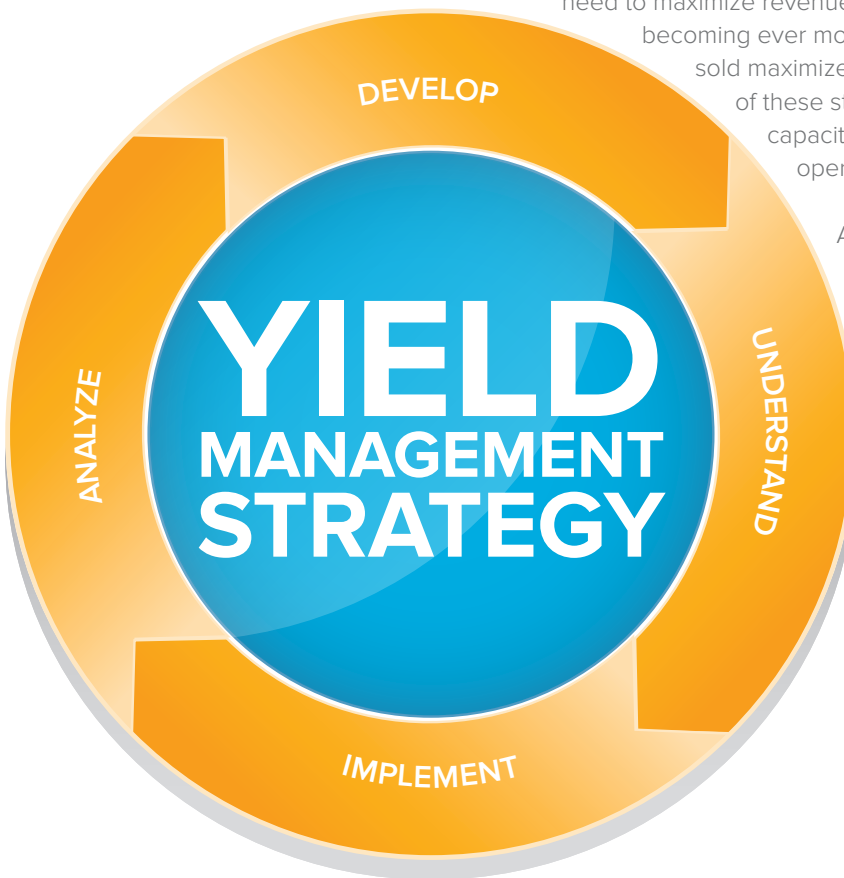 need to maximize revenue
becoming ever
sold maximize
of these
DEVELOP
UNDERSTAND
IMPLEMENT
ANALYZE
YIELD
MANAGEMENT
STRATEGY